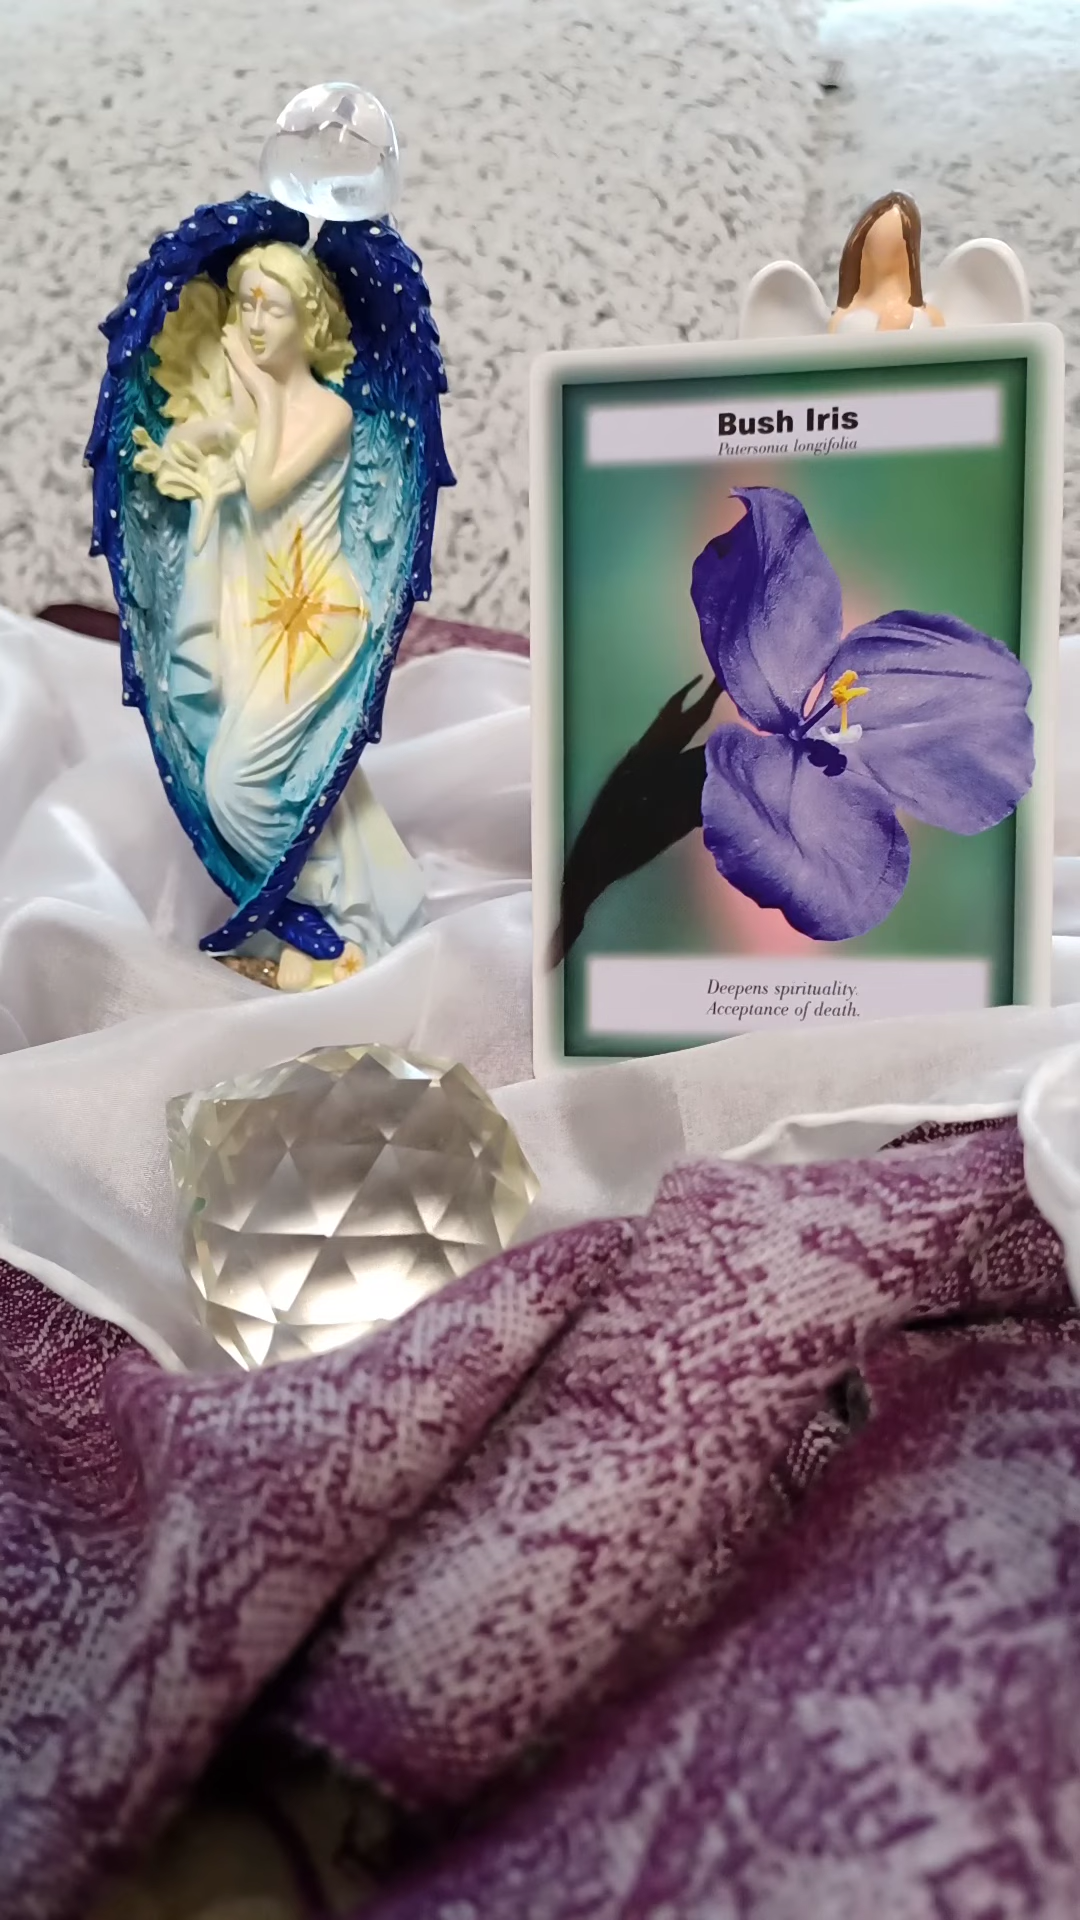 Bush Iris
Patersonia longifolia
Deepens spirituality.
Acceptance of death.